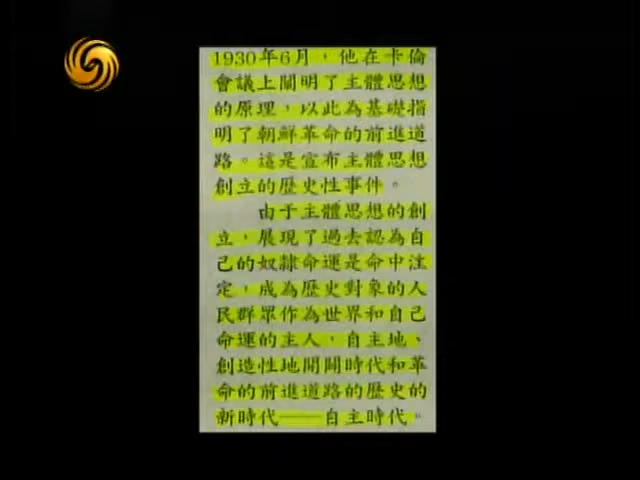 1930年6月，他在卡倫
會議上闡明了主體思想
的原理，以此為基礎指
明了朝鮮革命的前進道
路。這是宣布主體思想
創立的歷史性事件。
由于主體思想的創
立，展現了過去認為自
己的奴隸命運是命中注
定，成為歷史對象的人
民群眾作為世界和自己
命運的主人，自主地、
創造性地開闢時代和革
命的前進道路的歷史的
新時代——自主時代。